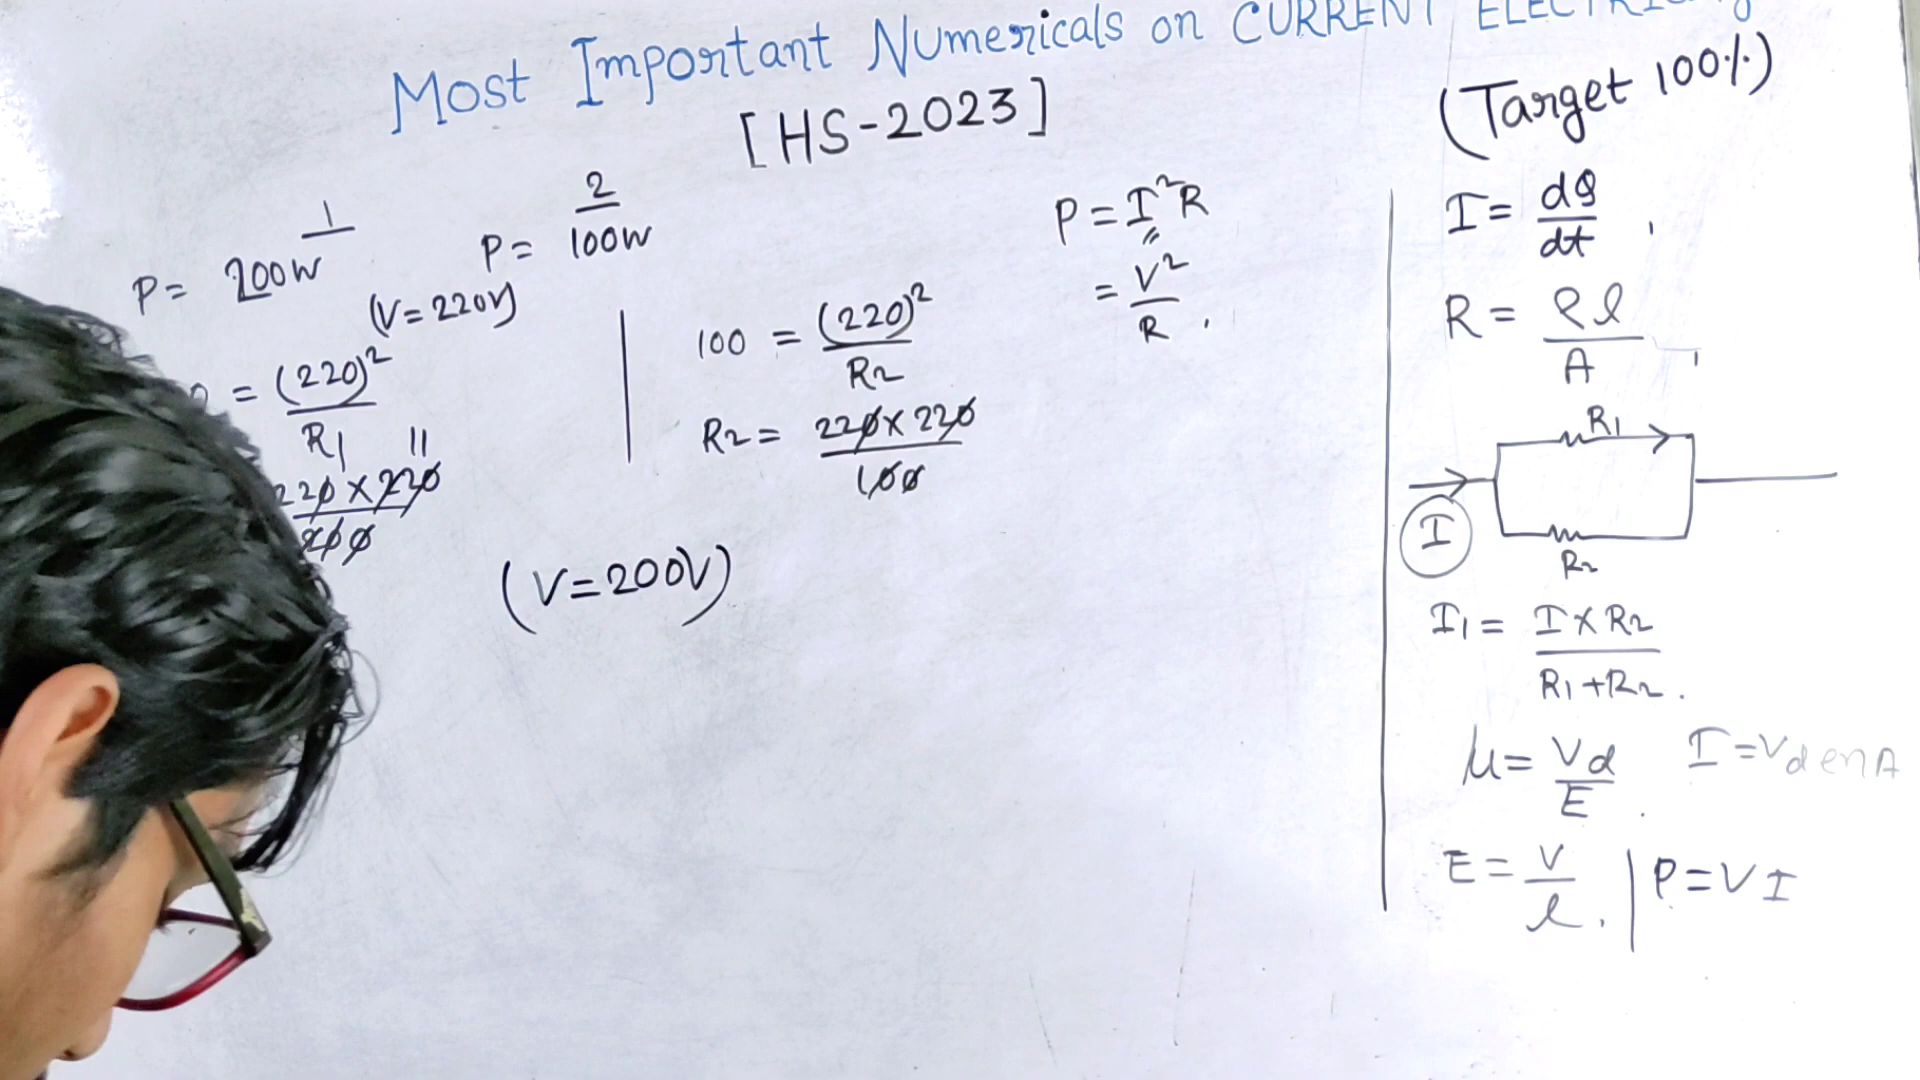 Most Important Numericals on CURRENT ELECTRICITY
[HS-2023]
(Target 100%)
1
P = 200W
2
P = 100W
(V=220V)
= (220)²
R1
11
220 x 220
200
100 = (220)²
R2
R2 = 220 x 220
100
(V=200V)
P = I²R
= V²
R .
I = dQ
dt ,
R = ρl
A ,
R1
I
R2
I1 = I x R2
R1+R2 .
μ = Vd
E .
I = VdenA
E = V
l .
P = VI